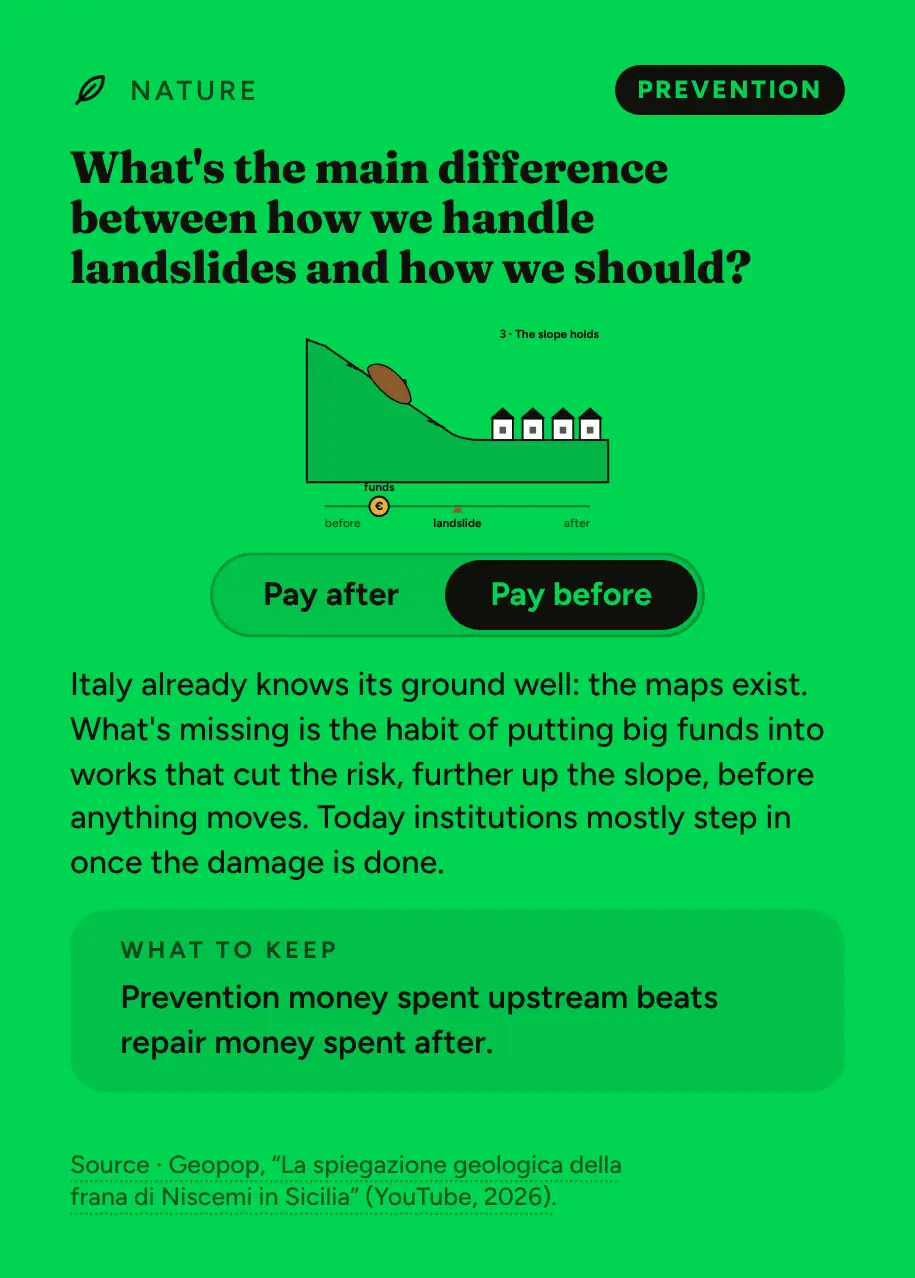 NATURE
PREVENTION
What's the main difference
between how we handle
landslides and how we should?
3 · The slope holds
funds
€
before
landslide
after
Pay after
Pay before
Italy already knows its ground well: the maps exist.
What's missing is the habit of putting big funds into
works that cut the risk, further up the slope, before
anything moves. Today institutions mostly step in
once the damage is done.
WHAT TO KEEP
Prevention money spent upstream beats
repair money spent after.
Source · Geopop, “La spiegazione geologica della
frana di Niscemi in Sicilia” (YouTube, 2026).